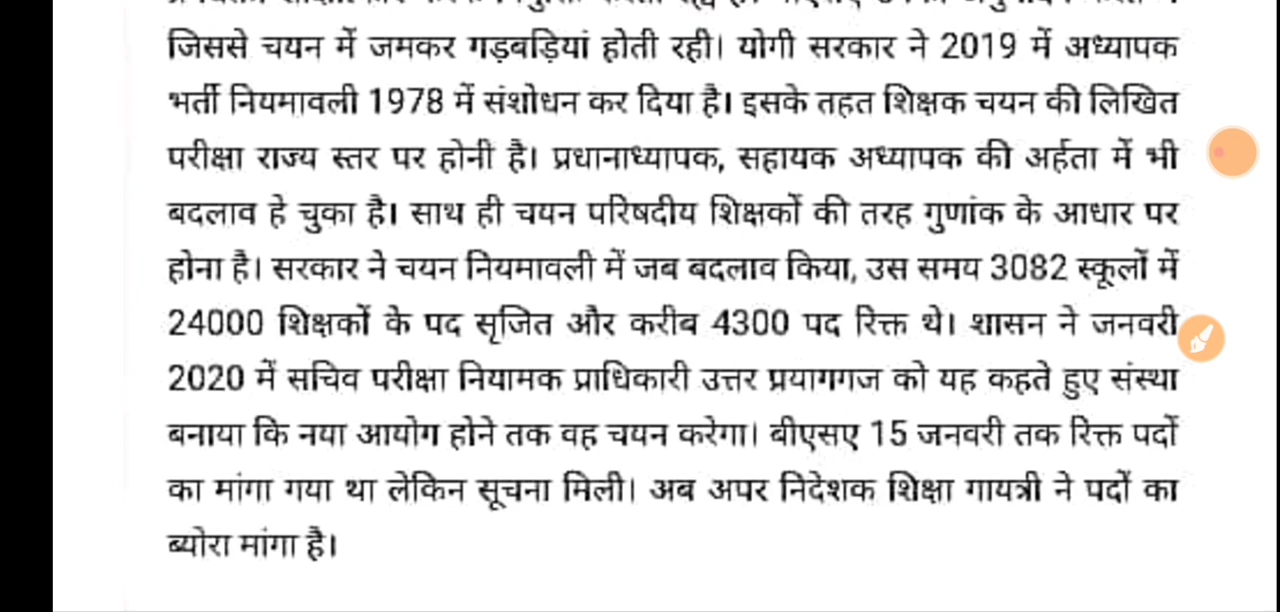 जिससे चयन में जमकर गड़बड़ियां होती रही। योगी सरकार ने 2019 में अध्यापक
भर्ती नियमावली 1978 में संशोधन कर दिया है। इसके तहत शिक्षक चयन की लिखित
परीक्षा राज्य स्तर पर होनी है। प्रधानाध्यापक, सहायक अध्यापक की अर्हता में भी
बदलाव हे चुका है। साथ ही चयन परिषदीय शिक्षकों की तरह गुणांक के आधार पर
होना है। सरकार ने चयन नियमावली में जब बदलाव किया, उस समय 3082 स्कूलों में
24000 शिक्षकों के पद सृजित और करीब 4300 पद रिक्त थे। शासन ने जनवरी
2020 में सचिव परीक्षा नियामक प्राधिकारी उत्तर प्रयागगज को यह कहते हुए संस्था
बनाया कि नया आयोग होने तक वह चयन करेगा। बीएसए 15 जनवरी तक रिक्त पदों
का मांगा गया था लेकिन सूचना मिली। अब अपर निदेशक शिक्षा गायत्री ने पदों का
ब्योरा मांगा है।